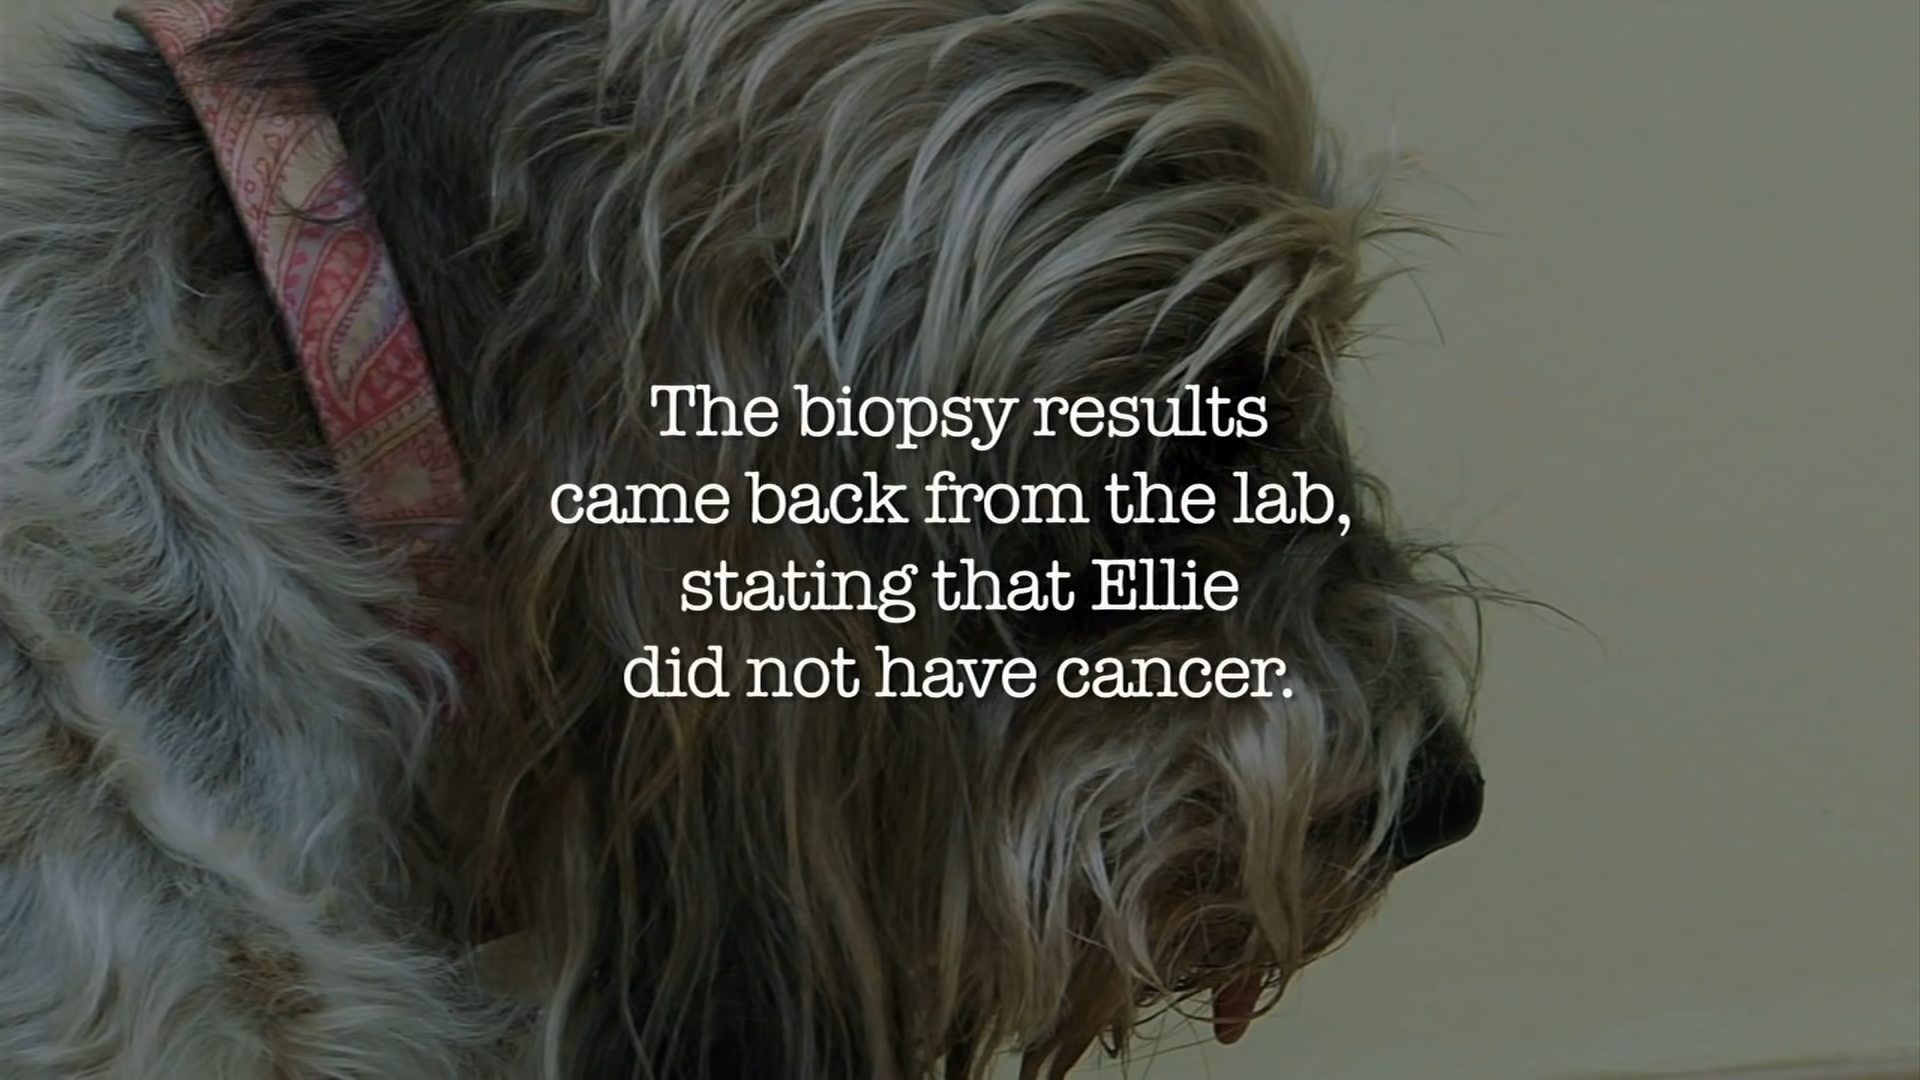 The biopsy results
came back from the lab,
stating that Ellie
did not have cancer.